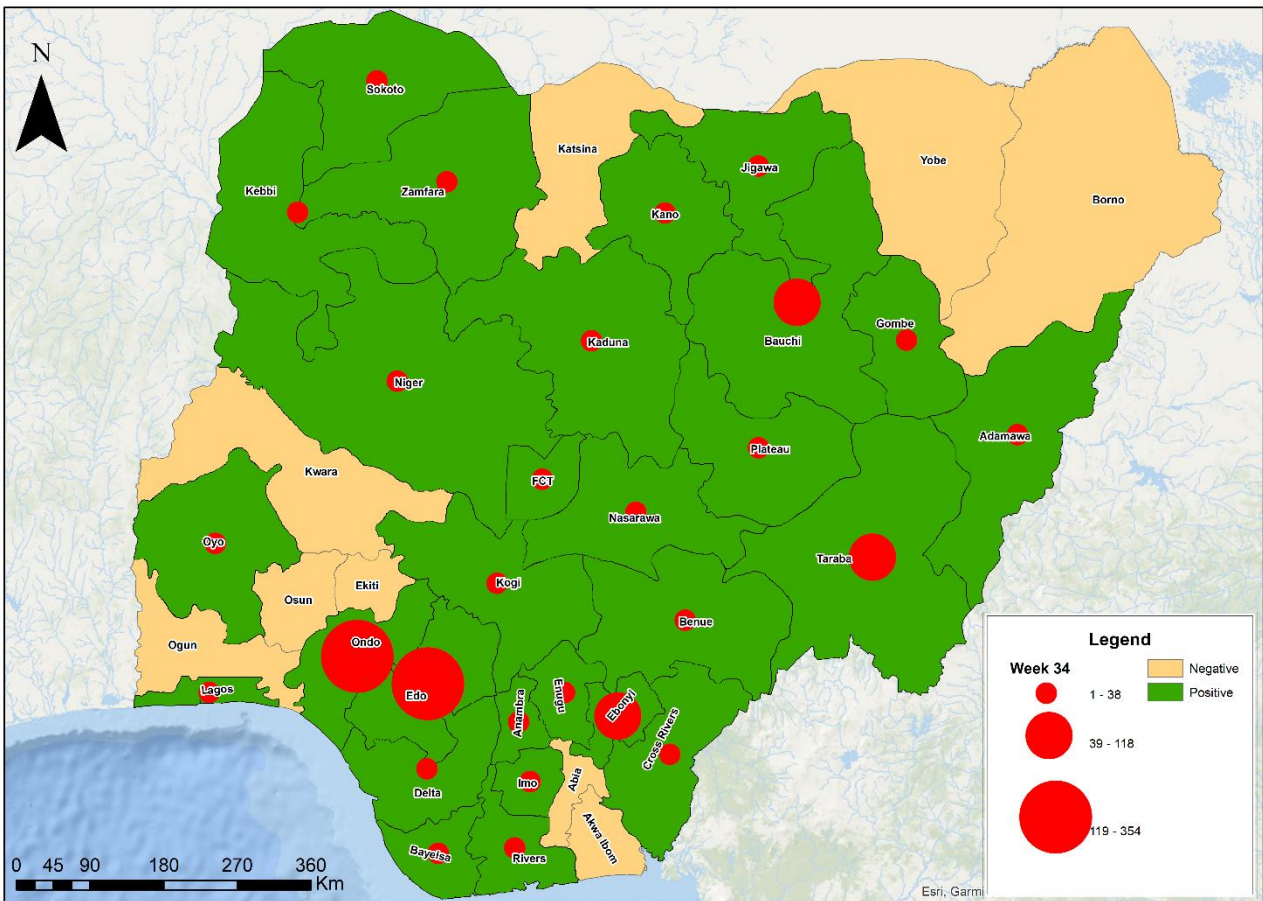 N
Sokoto
Katsina
Yobe
Jigawa
Kebbi
Zamfara
Borno
Kano
Gombe
Kaduna
Bauchi
Niger
Adamawa
Plateau
Kwara
FCT
Nasarawa
Oyo
Taraba
Kogi
Ekiti
Osun
Benue
Ondo
Ogun
Edo
Lagos
Enugu
Ebonyi
Anambra
Cross Rivers
Imo
Abia
Delta
Akwa Ibom
Bayelsa
Rivers
Legend
Week 34
1 - 38
39 - 118
119 - 354
Negative
Positive
0 45 90 180 270 360
Km
Esri, Garmi